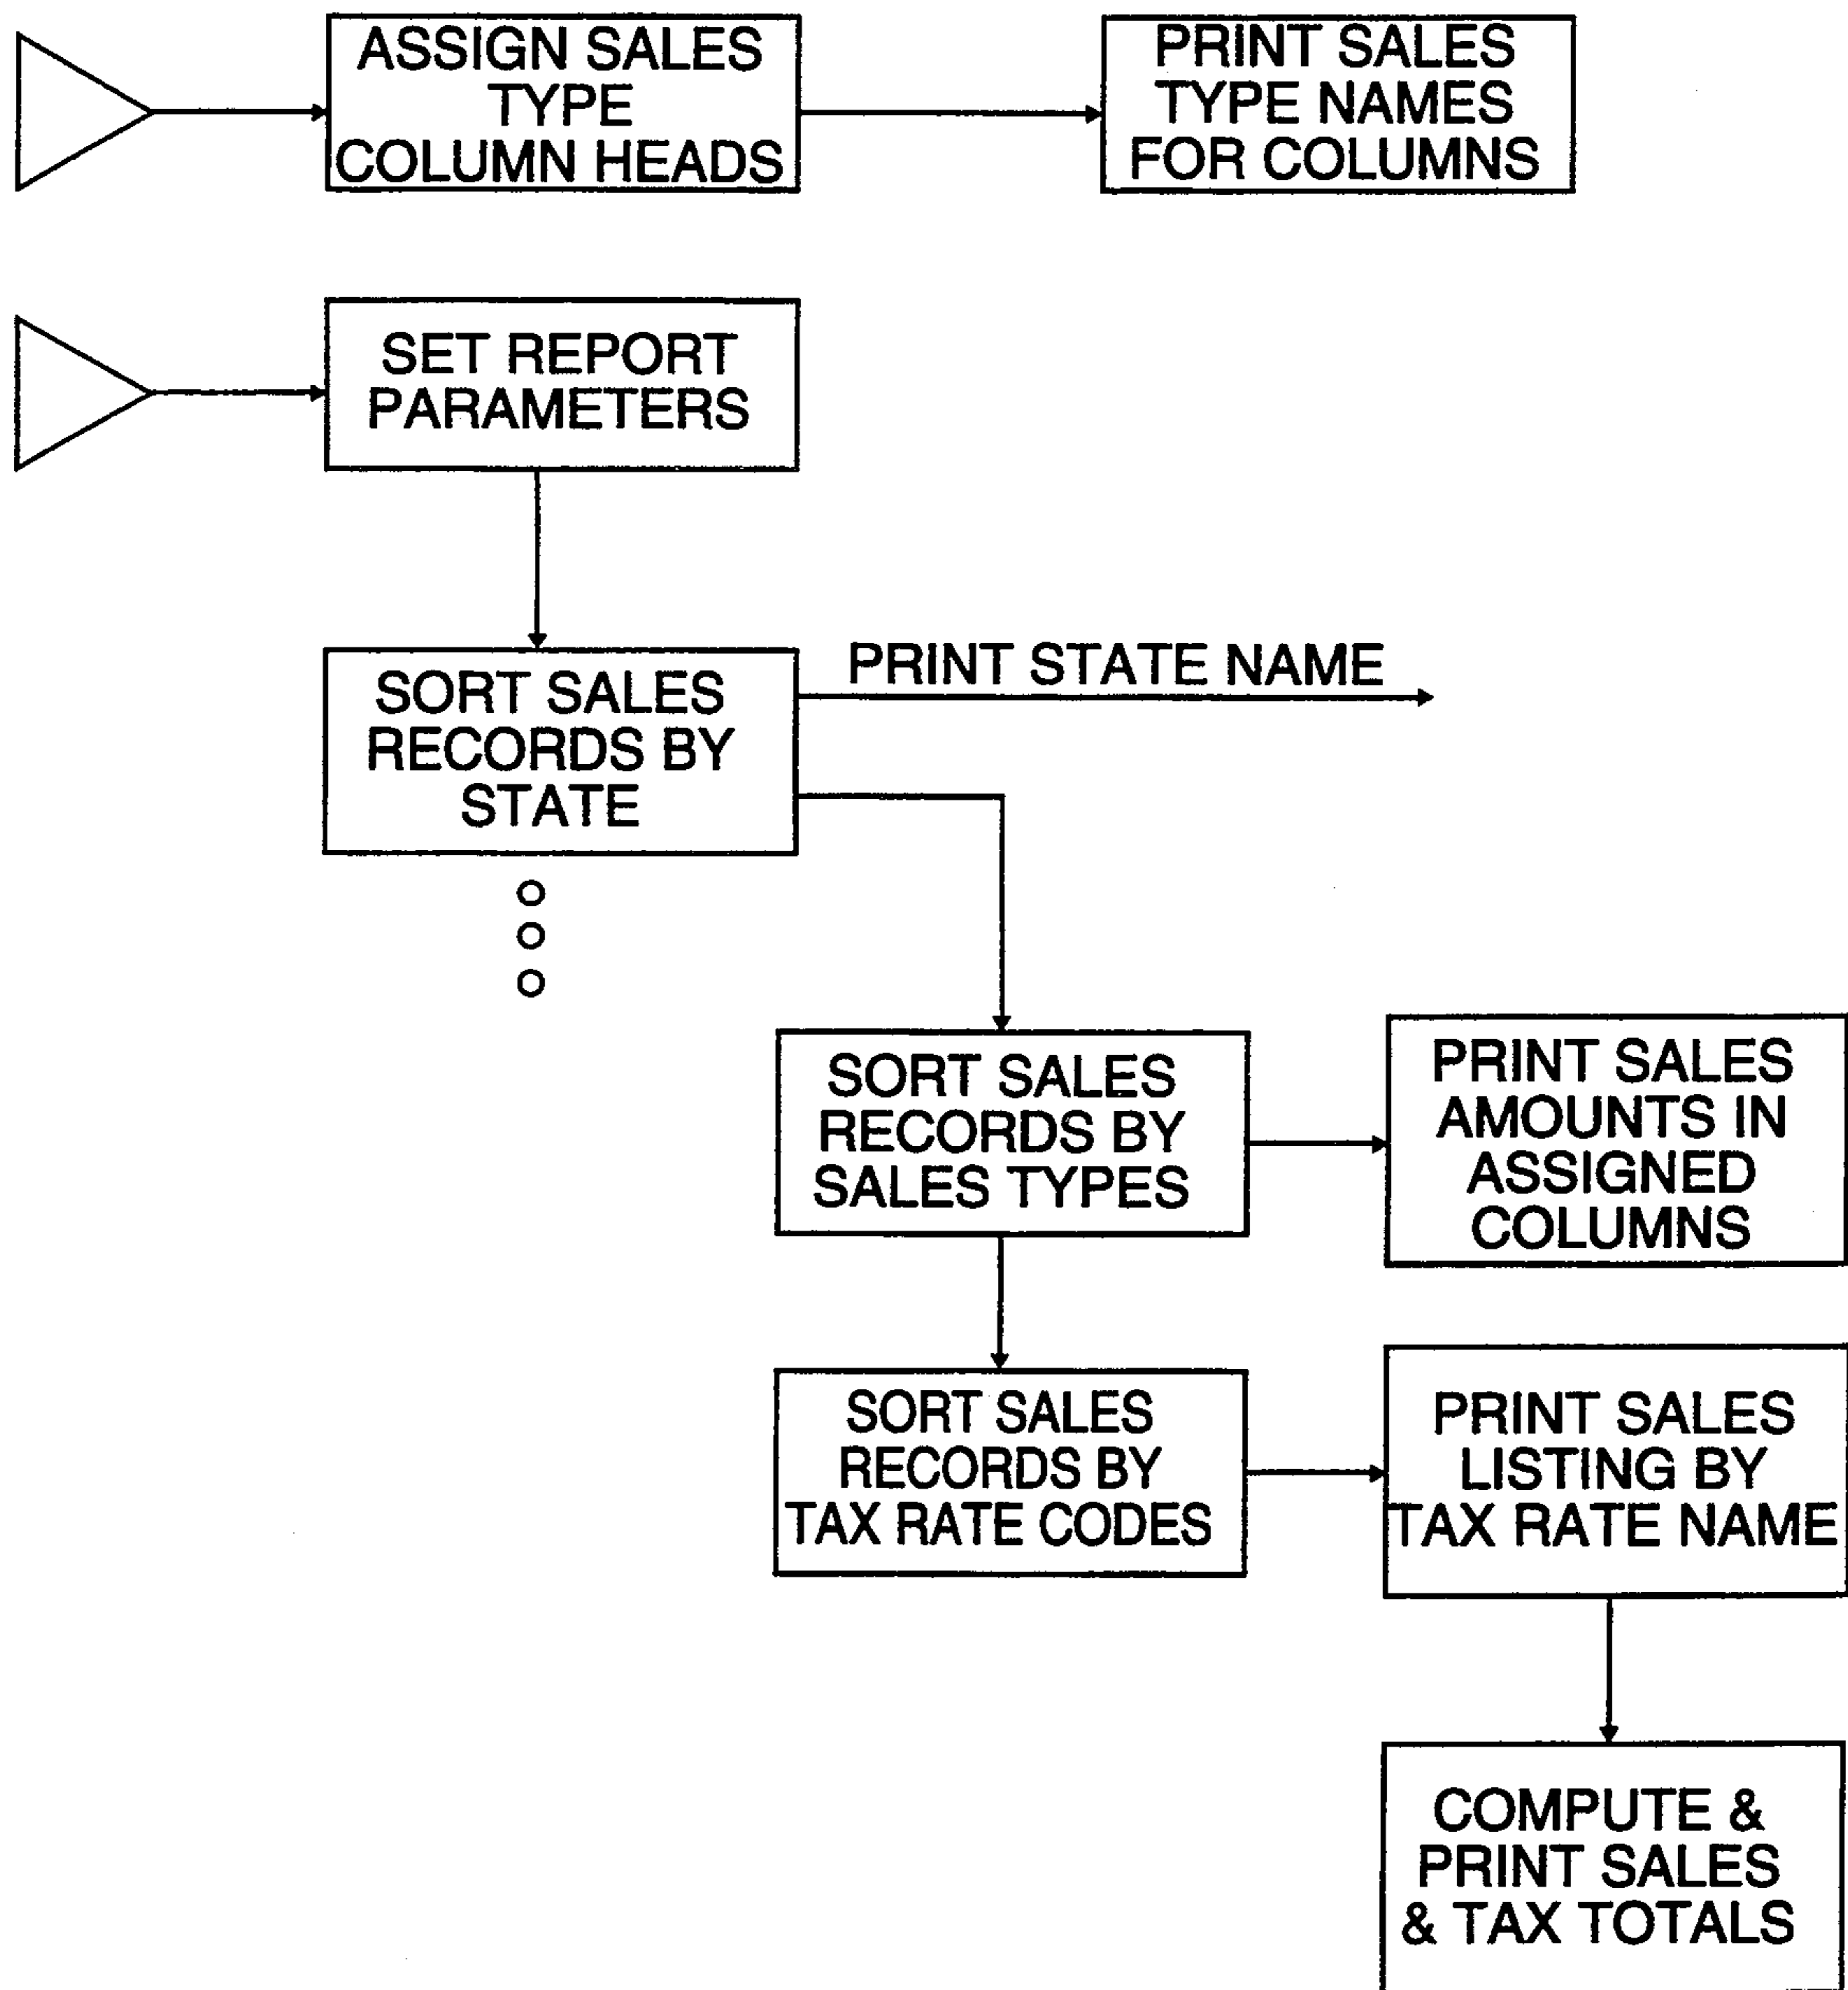 ASSIGN SALES
TYPE
COLUMN HEADS
PRINT SALES
TYPE NAMES
FOR COLUMNS
SET REPORT
PARAMETERS
SORT SALES
RECORDS BY
STATE
PRINT STATE NAME
SORT SALES
RECORDS BY
SALES TYPES
PRINT SALES
AMOUNTS IN
ASSIGNED
COLUMNS
SORT SALES
RECORDS BY
TAX RATE CODES
PRINT SALES
LISTING BY
TAX RATE NAME
COMPUTE &
PRINT SALES
& TAX TOTALS